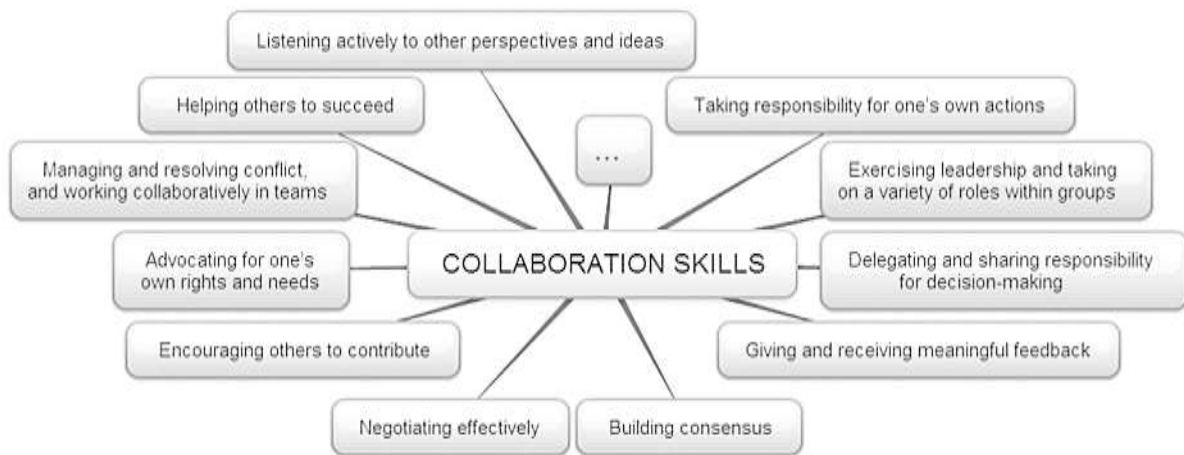 Listening actively to other perspectives and ideas
Helping others to succeed
Taking responsibility for one's own actions
...
Managing and resolving conflict,
and working collaboratively in teams
Exercising leadership and taking
on a variety of roles within groups
Advocating for one's
own rights and needs
COLLABORATION SKILLS
Delegating and sharing responsibility
for decision-making
Encouraging others to contribute
Giving and receiving meaningful feedback
Negotiating effectively
Building consensus